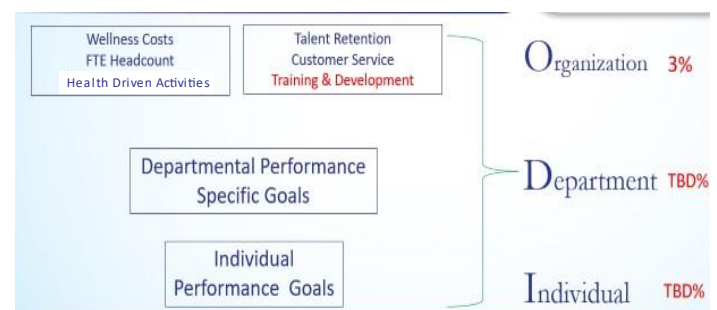 Wellness Costs
FTE Headcount
Health Driven Activities
Talent Retention
Customer Service
Training & Development
Organization 3%
Departmental Performance
Specific Goals
Department TBD%
Individual
Performance Goals
Individual TBD%